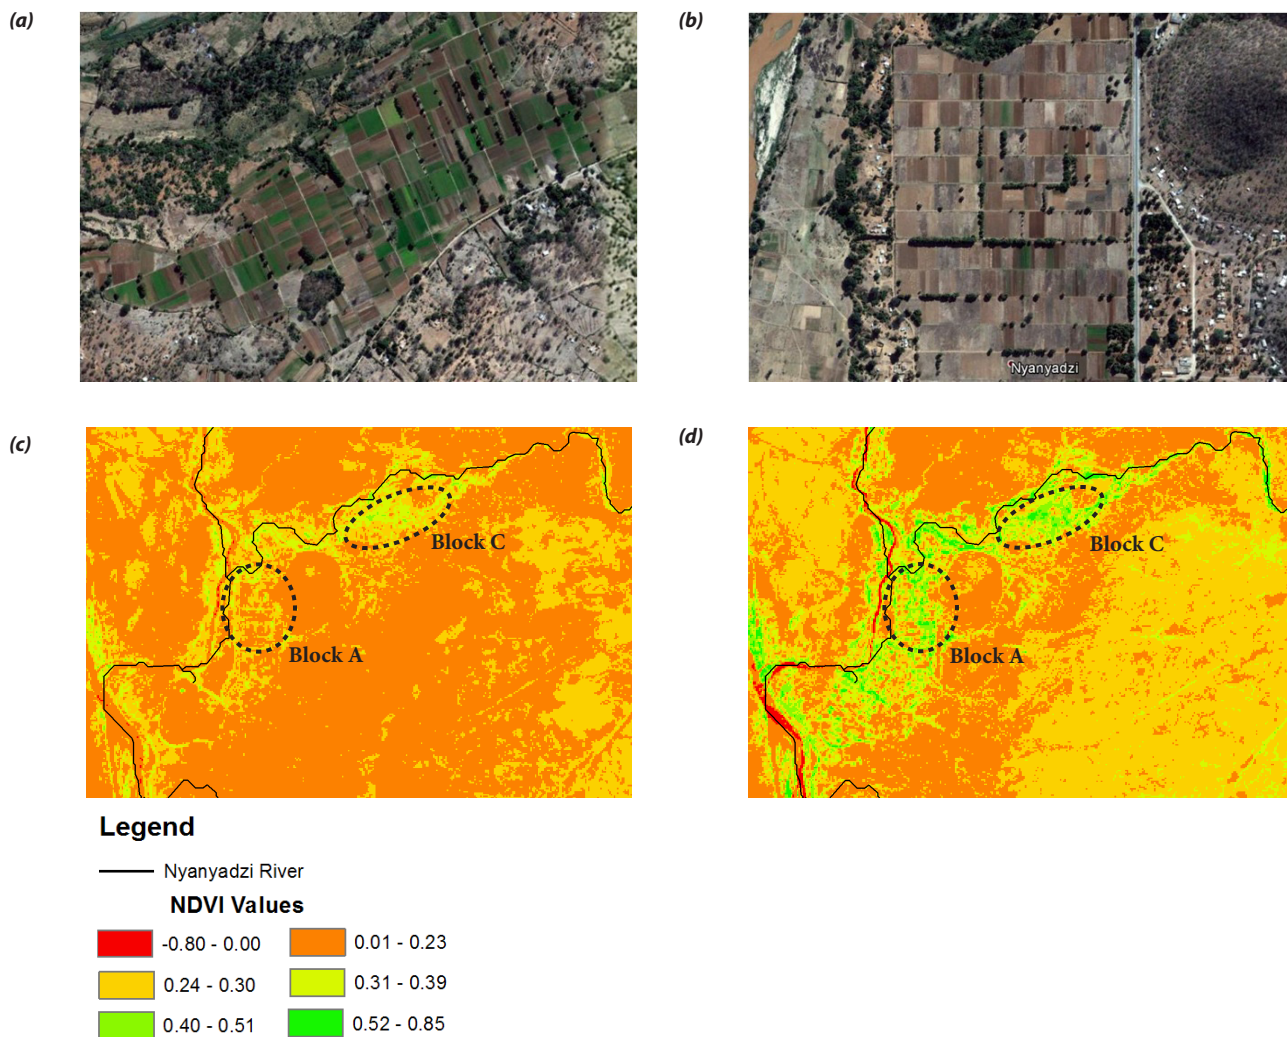 (a)
(b)
Nyanyadzi
(c)
(d)
Block C
Block A
Block C
Block A
Legend
Nyanyadzi River
NDVI Values
-0.80 - 0.00
0.01 - 0.23
0.24 - 0.30
0.31 - 0.39
0.40 - 0.51
0.52 - 0.85